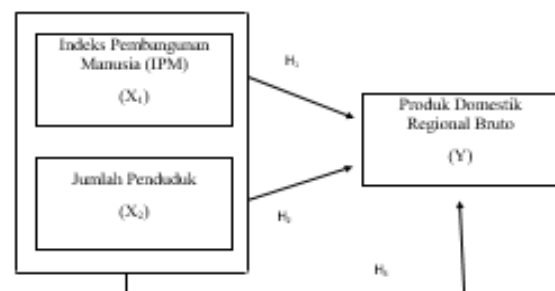 Indeks Pembangunan
Manusia (IPM)
(X₁)
H₁
Produk Domestik
Regional Bruto
(Y)
Jumlah Penduduk
(X₂)
H₂
H₃